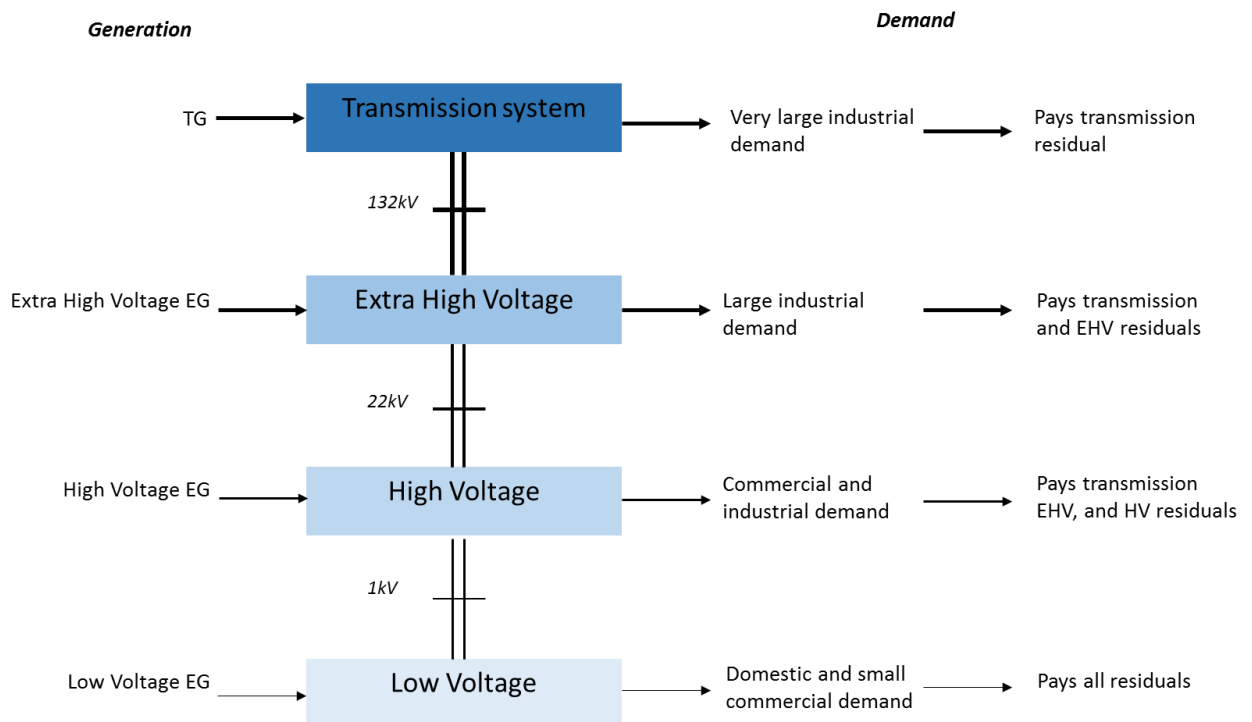 Generation
Demand
TG
Transmission system
Very large industrial
demand
Pays transmission
residual
132kV
Extra High Voltage EG
Extra High Voltage
Large industrial
demand
Pays transmission
and EHV residuals
22kV
High Voltage EG
High Voltage
Commercial and
industrial demand
Pays transmission
EHV, and HV residuals
1kV
Low Voltage EG
Low Voltage
Domestic and small
commercial demand
Pays all residuals